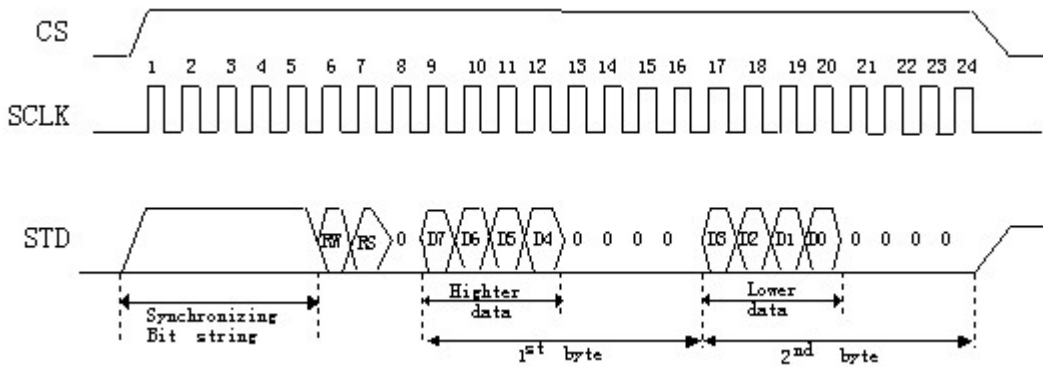 CS
1 2 3 4 5 6 7 8 9 10 11 12 13 14 15 16 17 18 19 20 21 22 23 24
SCLK
STD
RW RS 0 D7 D6 D5 D4 0 0 0 0 D3 D2 D1 D0 0 0 0 0
Highter
data
Lower
data
Synchronizing
Bit string
1st byte
2nd byte